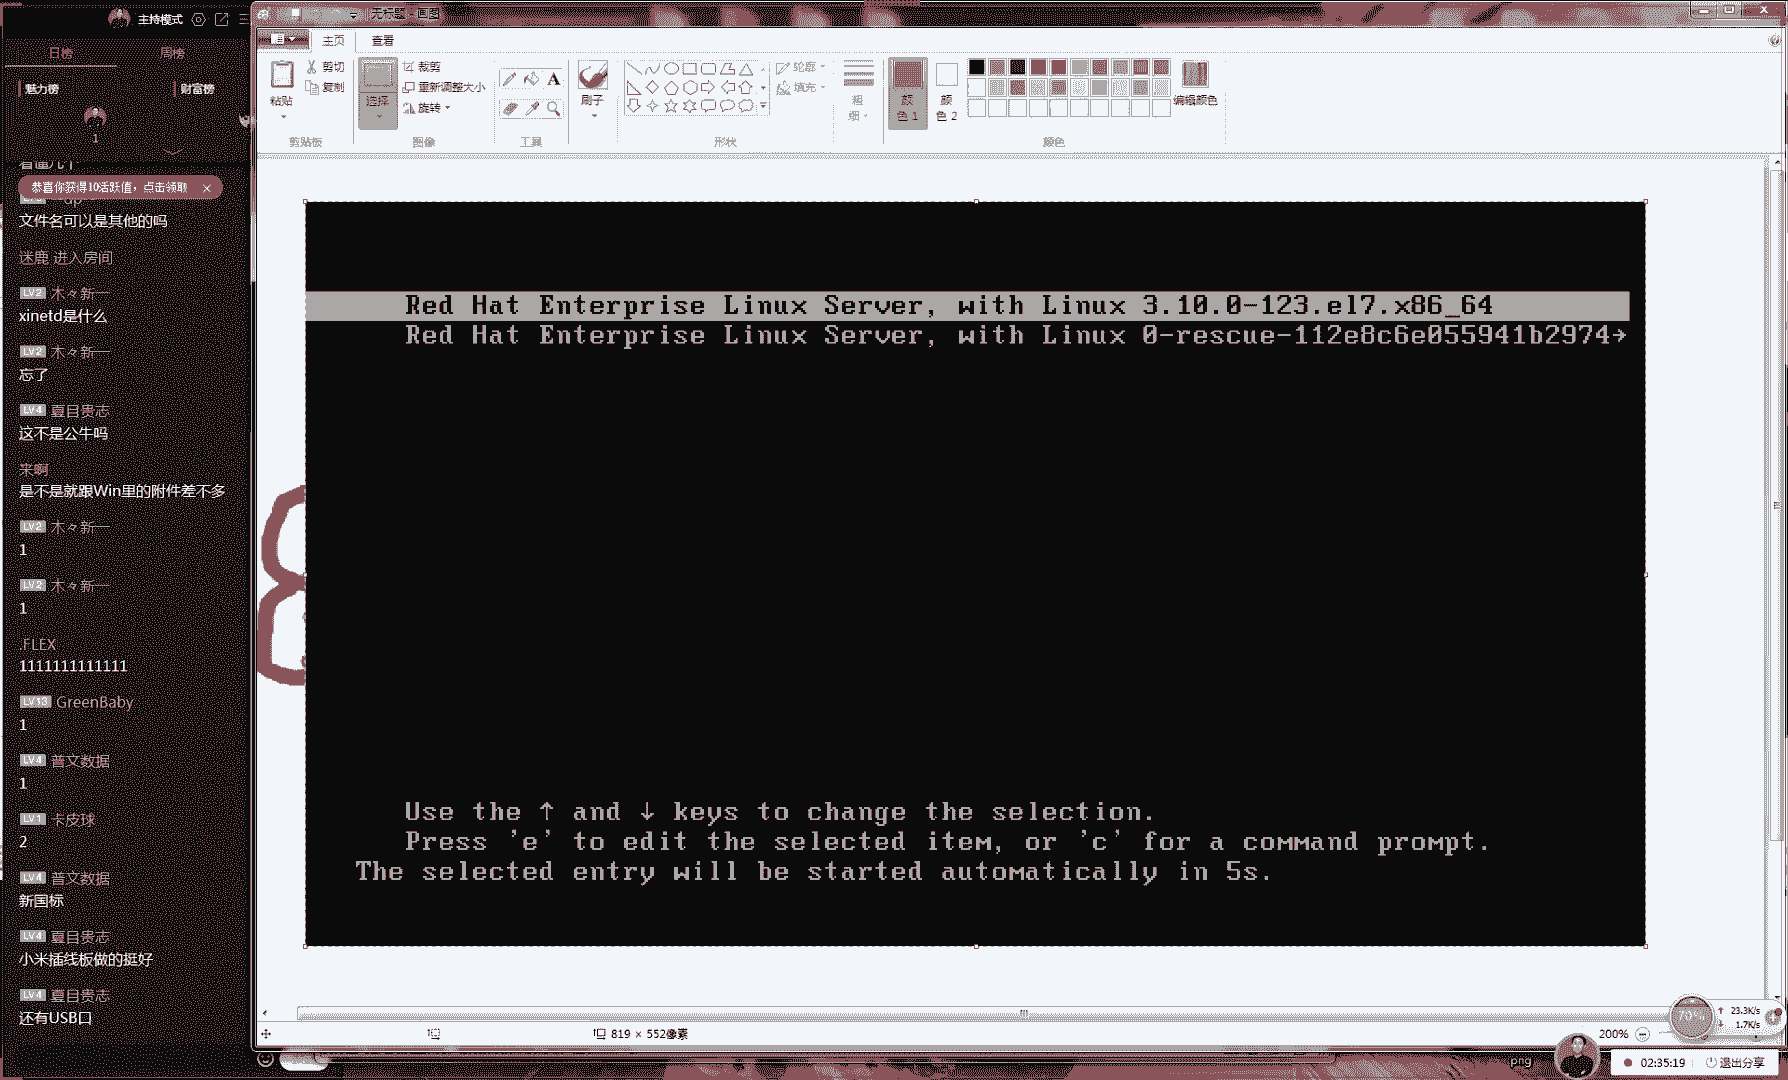 主持模式
日榜 周榜
魅力榜 财富榜
1
恭喜你获得10活跃值，点击领取 ×
文件名可以是其他的吗
迷鹿 进入房间
LV2 木々新一
xinetd是什么
LV2 木々新一
忘了
LV4 夏目贵志
这不是公牛吗
来啊
是不是就跟Win里的附件差不多
LV2 木々新一
1
LV2 木々新一
1
.FLEX
1111111111111
LV13 GreenBaby
1
LV4 普文数据
1
LV1 卡皮球
2
LV4 普文数据
新国标
LV4 夏目贵志
小米插线板做的挺好
LV4 夏目贵志
还有USB口
无标题 - 画图
主页 查看
粘贴
剪切
复制
剪贴板
选择
裁剪
重新调整大小
旋转
图像
A
工具
刷子
轮廓
填充
形状
粗细
颜色 1
颜色 2
编辑颜色
颜色
Red Hat Enterprise Linux Server, with Linux 3.10.0-123.el7.x86_64
Red Hat Enterprise Linux Server, with Linux 0-rescue-112e8c6e055941b2974→
Use the ↑ and ↓ keys to change the selection.
Press 'e' to edit the selected item, or 'c' for a command prompt.
The selected entry will be started automatically in 5s.
819 × 552像素
200%
70%
23.3K/s
1.7K/s
png
02:35:19
退出分享